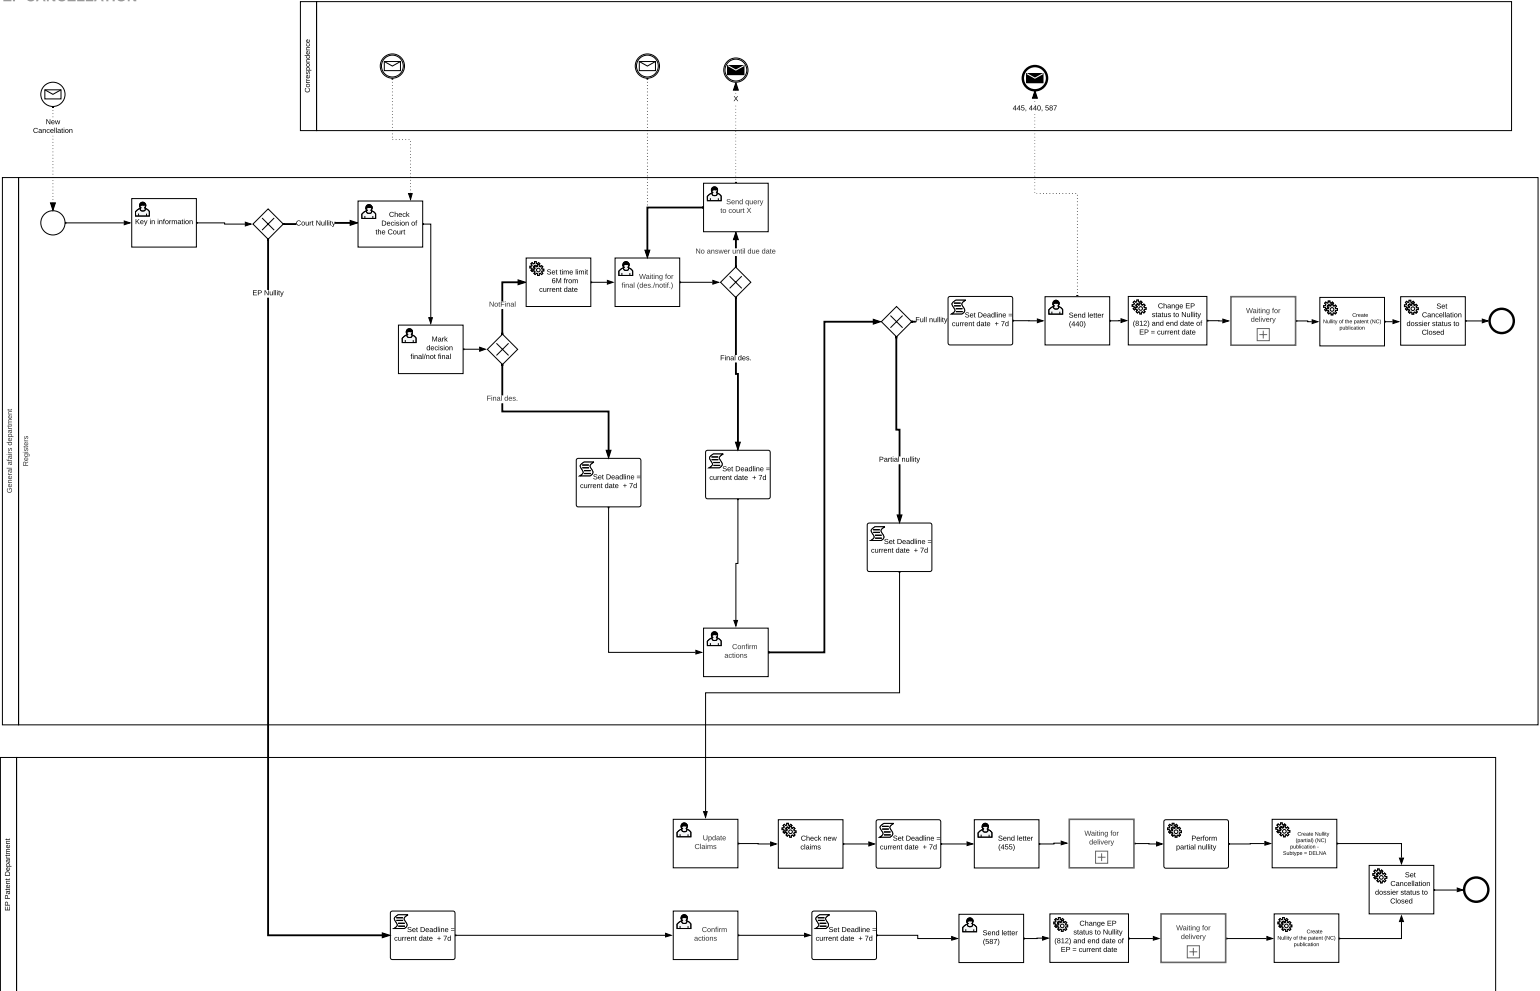 EP CANCELLATION
Correspondence
New
Cancellation
X
445, 440, 587
General afairs department
Registers
Key in information
Court Nullity
Check
Decision of
the Court
Send query
to court X
No answer until due date
EP Nullity
Set time limit
6M from
current date
Waiting for
final (des./notif.)
NotFinal
Mark
decision
final/not final
Final des.
Final des.
Full nullity
Set Deadline =
current date + 7d
Send letter
(440)
Change EP
status to Nullity
(812) and end date of
EP = current date
Waiting for
delivery
Create
Nullity of the patent (NC)
publication
Set
Cancellation
dossier status to
Closed
Partial nullity
Set Deadline =
current date + 7d
Set Deadline =
current date + 7d
Set Deadline =
current date + 7d
Confirm
actions
EP Patent Department
Update
Claims
Check new
claims
Set Deadline =
current date + 7d
Send letter
(455)
Waiting for
delivery
Perform
partial nullity
Create Nullity
(partial) (NC)
publication -
Subtype = DELNA
Set
Cancellation
dossier status to
Closed
Set Deadline =
current date + 7d
Confirm
actions
Set Deadline =
current date + 7d
Send letter
(587)
Change EP
status to Nullity
(812) and end date of
EP = current date
Waiting for
delivery
Create
Nullity of the patent (NC)
publication